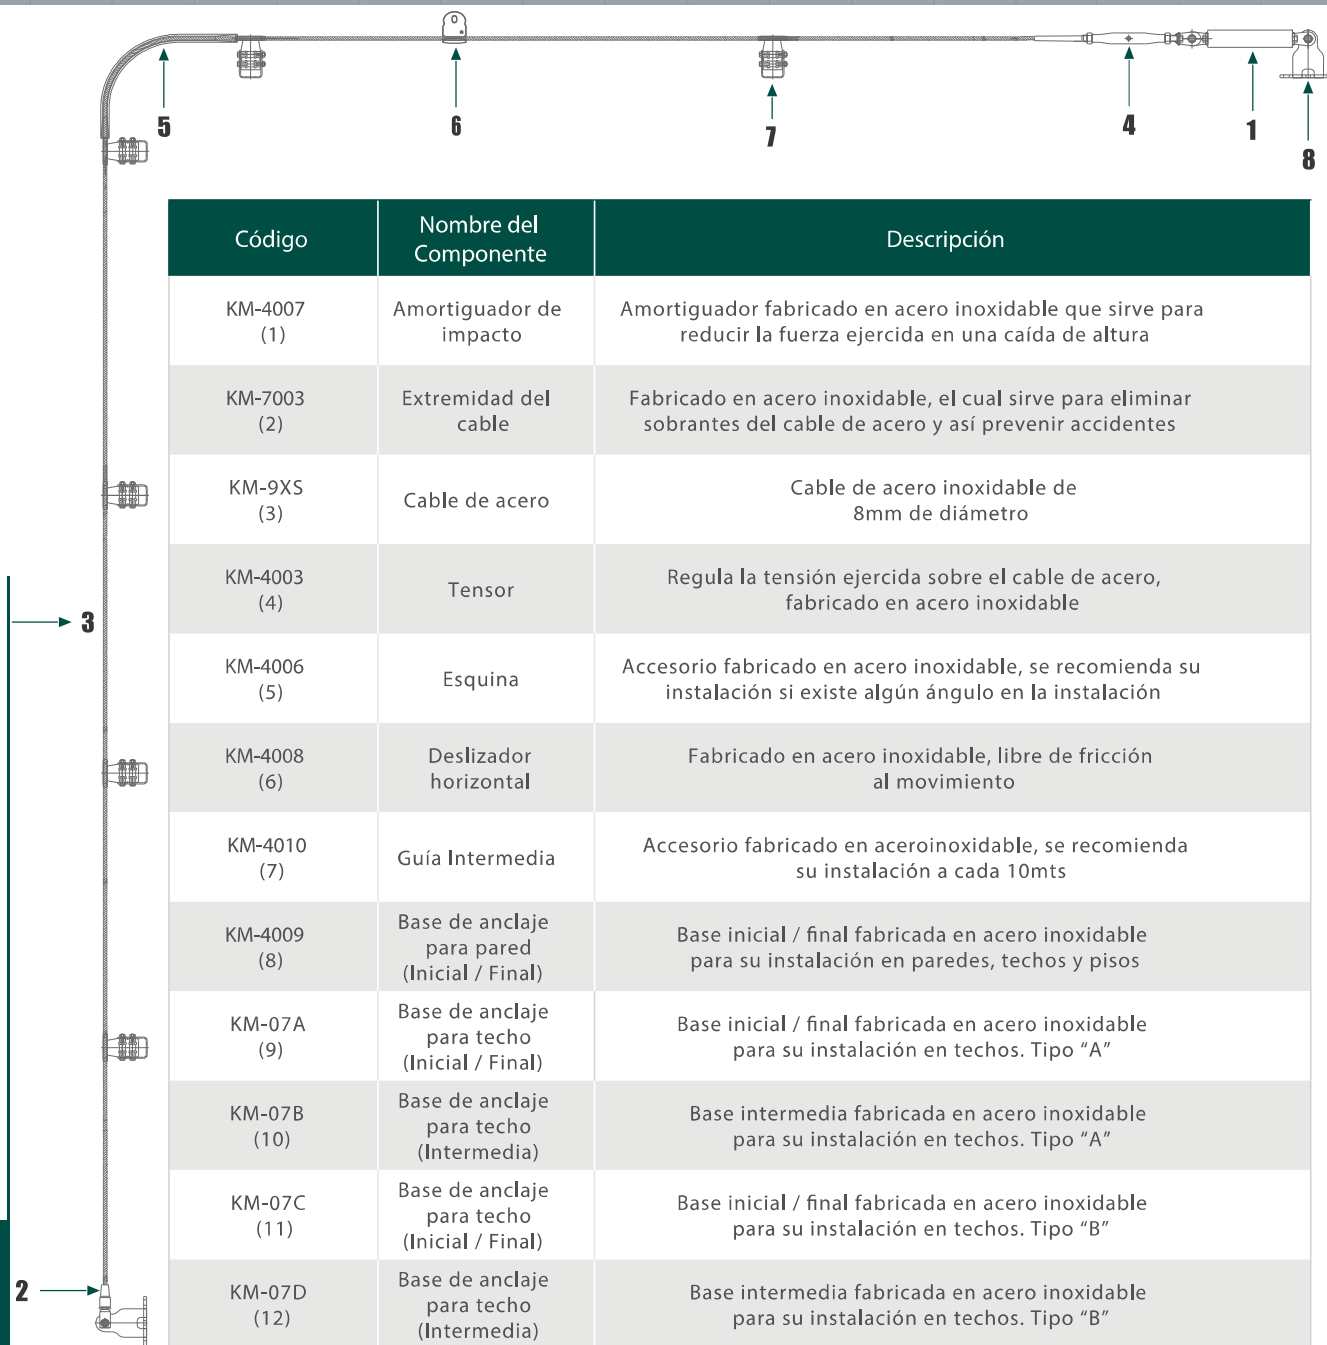 5
6
7
4
1
8
3
2
Código
Nombre del
Componente
Descripción
KM-4007
(1)
Amortiguador de
impacto
Amortiguador fabricado en acero inoxidable que sirve para
reducir la fuerza ejercida en una caída de altura
KM-7003
(2)
Extremidad del
cable
Fabricado en acero inoxidable, el cual sirve para eliminar
sobrantes del cable de acero y así prevenir accidentes
KM-9XS
(3)
Cable de acero
Cable de acero inoxidable de
8mm de diámetro
KM-4003
(4)
Tensor
Regula la tensión ejercida sobre el cable de acero,
fabricado en acero inoxidable
KM-4006
(5)
Esquina
Accesorio fabricado en acero inoxidable, se recomienda su
instalación si existe algún ángulo en la instalación
KM-4008
(6)
Deslizador
horizontal
Fabricado en acero inoxidable, libre de fricción
al movimiento
KM-4010
(7)
Guía Intermedia
Accesorio fabricado en aceroinoxidable, se recomienda
su instalación a cada 10mts
KM-4009
(8)
Base de anclaje
para pared
(Inicial / Final)
Base inicial / final fabricada en acero inoxidable
para su instalación en paredes, techos y pisos
KM-07A
(9)
Base de anclaje
para techo
(Inicial / Final)
Base inicial / final fabricada en acero inoxidable
para su instalación en techos. Tipo “A”
KM-07B
(10)
Base de anclaje
para techo
(Intermedia)
Base intermedia fabricada en acero inoxidable
para su instalación en techos. Tipo “A”
KM-07C
(11)
Base de anclaje
para techo
(Inicial / Final)
Base inicial / final fabricada en acero inoxidable
para su instalación en techos. Tipo “B”
KM-07D
(12)
Base de anclaje
para techo
(Intermedia)
Base intermedia fabricada en acero inoxidable
para su instalación en techos. Tipo “B”